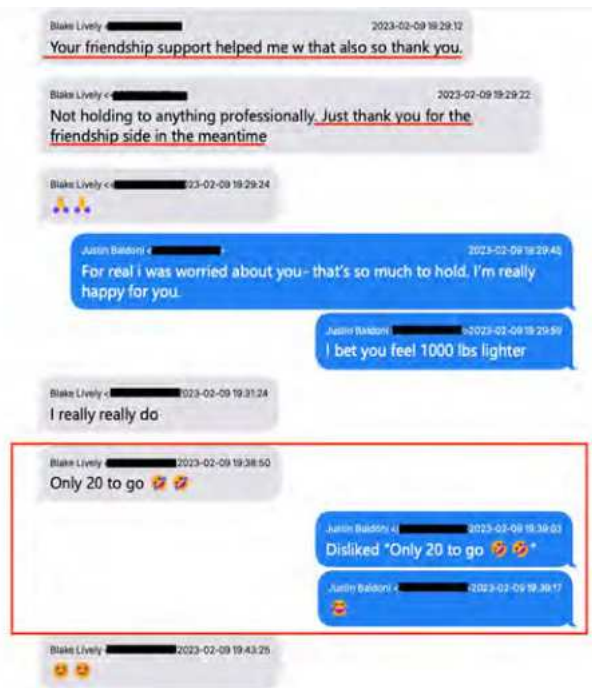 Blake Lively < 2023-02-09 19:29:12
Your friendship support helped me w that also so thank you.
Blake Lively < 2023-02-09 19:29:22
Not holding to anything professionally. Just thank you for the
friendship side in the meantime
Blake Lively < 23-02-09 19:29:24
🙏🙏
Justin Baldoni < 2023-02-09 19:29:45
For real i was worried about you- that's so much to hold. I'm really
happy for you.
Justin Baldoni 2023-02-09 19:29:59
I bet you feel 1000 lbs lighter
Blake Lively < 023-02-09 19:31:24
I really really do
Blake Lively < 2023-02-09 19:38:50
Only 20 to go 🤣 🤣
Justin Baldoni < 2023-02-09 19:39:03
Disliked "Only 20 to go 🤣 🤣"
Justin Baldoni < 2023-02-09 19:39:17
🥰
Blake Lively < 2023-02-09 19:43:25